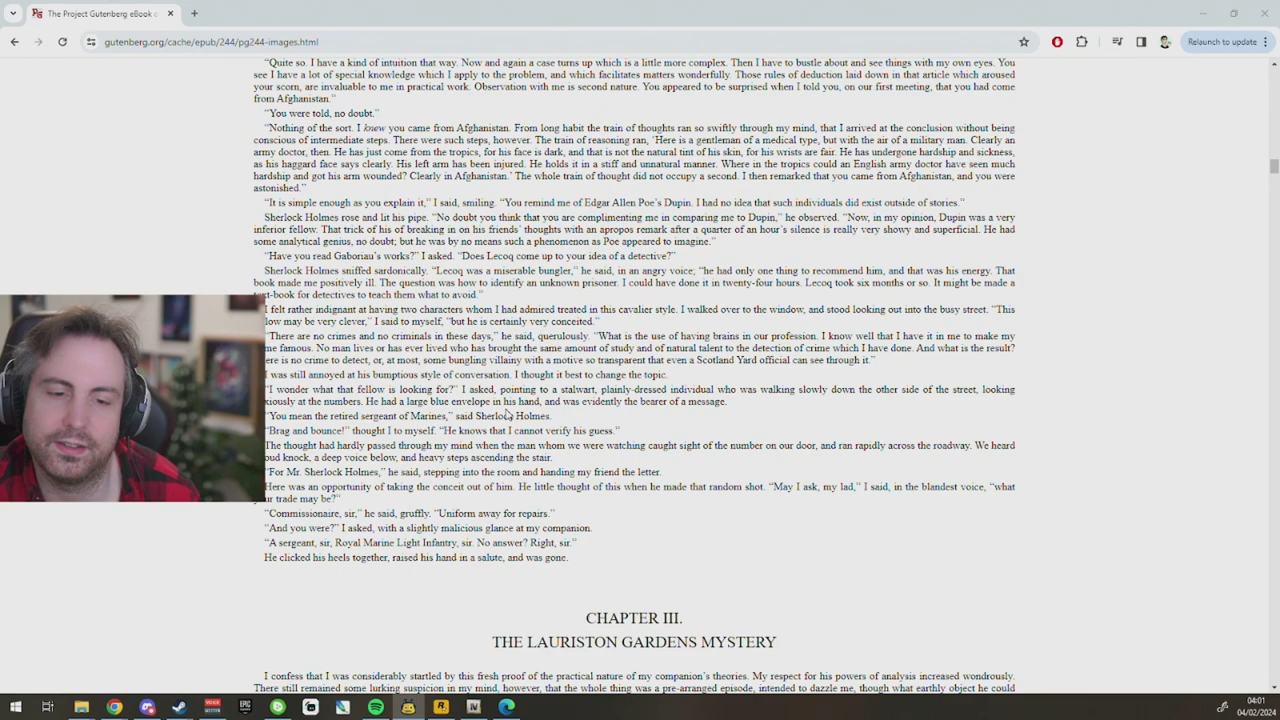 The Project Gutenberg eBook o
gutenberg.org/cache/epub/244/pg244-images.html
Relaunch to update
“Quite so. I have a kind of intuition that way. Now and again a case turns up which is a little more complex. Then I have to bustle about and see things with my own eyes. You
see I have a lot of special knowledge which I apply to the problem, and which facilitates matters wonderfully. Those rules of deduction laid down in that article which aroused
your scorn, are invaluable to me in practical work. Observation with me is second nature. You appeared to be surprised when I told you, on our first meeting, that you had come
from Afghanistan.”
“You were told, no doubt.”
“Nothing of the sort. I knew you came from Afghanistan. From long habit the train of thoughts ran so swiftly through my mind, that I arrived at the conclusion without being
conscious of intermediate steps. There were such steps, however. The train of reasoning ran, ‘Here is a gentleman of a medical type, but with the air of a military man. Clearly an
army doctor, then. He has just come from the tropics, for his face is dark, and that is not the natural tint of his skin, for his wrists are fair. He has undergone hardship and sickness,
as his haggard face says clearly. His left arm has been injured. He holds it in a stiff and unnatural manner. Where in the tropics could an English army doctor have seen much
hardship and got his arm wounded? Clearly in Afghanistan.’ The whole train of thought did not occupy a second. I then remarked that you came from Afghanistan, and you were
astonished.”
“It is simple enough as you explain it,” I said, smiling. “You remind me of Edgar Allen Poe’s Dupin. I had no idea that such individuals did exist outside of stories.”
Sherlock Holmes rose and lit his pipe. “No doubt you think that you are complimenting me in comparing me to Dupin,” he observed. “Now, in my opinion, Dupin was a very
inferior fellow. That trick of his of breaking in on his friends’ thoughts with an apropos remark after a quarter of an hour’s silence is really very showy and superficial. He had
some analytical genius, no doubt; but he was by no means such a phenomenon as Poe appeared to imagine.”
“Have you read Gaboriau’s works?” I asked. “Does Lecoq come up to your idea of a detective?”
Sherlock Holmes sniffed sardonically. “Lecoq was a miserable bungler,” he said, in an angry voice; “he had only one thing to recommend him, and that was his energy. That
book made me positively ill. The question was how to identify an unknown prisoner. I could have done it in twenty-four hours. Lecoq took six months or so. It might be made a
xt-book for detectives to teach them what to avoid.”
I felt rather indignant at having two characters whom I had admired treated in this cavalier style. I walked over to the window, and stood looking out into the busy street. “This
low may be very clever,” I said to myself, “but he is certainly very conceited.”
“There are no crimes and no criminals in these days,” he said, querulously. “What is the use of having brains in our profession. I know well that I have it in me to make my
me famous. No man lives or has ever lived who has brought the same amount of study and of natural talent to the detection of crime which I have done. And what is the result?
ere is no crime to detect, or, at most, some bungling villainy with a motive so transparent that even a Scotland Yard official can see through it.”
I was still annoyed at his bumptious style of conversation. I thought it best to change the topic.
“I wonder what that fellow is looking for?” I asked, pointing to a stalwart, plainly-dressed individual who was walking slowly down the other side of the street, looking
xiously at the numbers. He had a large blue envelope in his hand, and was evidently the bearer of a message.
“You mean the retired sergeant of Marines,” said Sherlock Holmes.
“Brag and bounce!” thought I to myself. “He knows that I cannot verify his guess.”
The thought had hardly passed through my mind when the man whom we were watching caught sight of the number on our door, and ran rapidly across the roadway. We heard
oud knock, a deep voice below, and heavy steps ascending the stair.
“For Mr. Sherlock Holmes,” he said, stepping into the room and handing my friend the letter.
Here was an opportunity of taking the conceit out of him. He little thought of this when he made that random shot. “May I ask, my lad,” I said, in the blandest voice, “what
ur trade may be?”
“Commissionaire, sir,” he said, gruffly. “Uniform away for repairs.”
“And you were?” I asked, with a slightly malicious glance at my companion.
“A sergeant, sir, Royal Marine Light Infantry, sir. No answer? Right, sir.”
He clicked his heels together, raised his hand in a salute, and was gone.
CHAPTER III.
THE LAURISTON GARDENS MYSTERY
I confess that I was considerably startled by this fresh proof of the practical nature of my companion’s theories. My respect for his powers of analysis increased wondrously.
There still remained some lurking suspicion in my mind, however, that the whole thing was a pre-arranged episode, intended to dazzle me, though what earthly object he could
04:01
04/02/2024